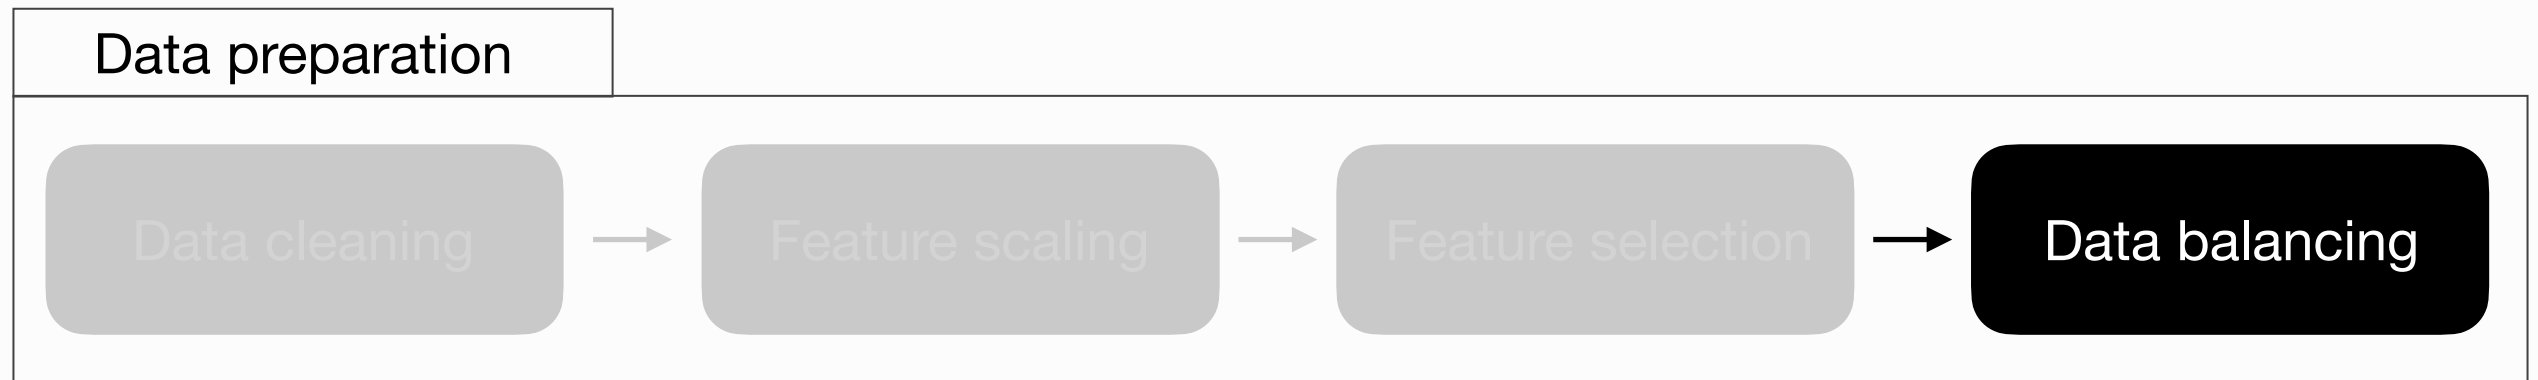 Data preparation
Data cleaning
Feature scaling
Feature selection
Data balancing